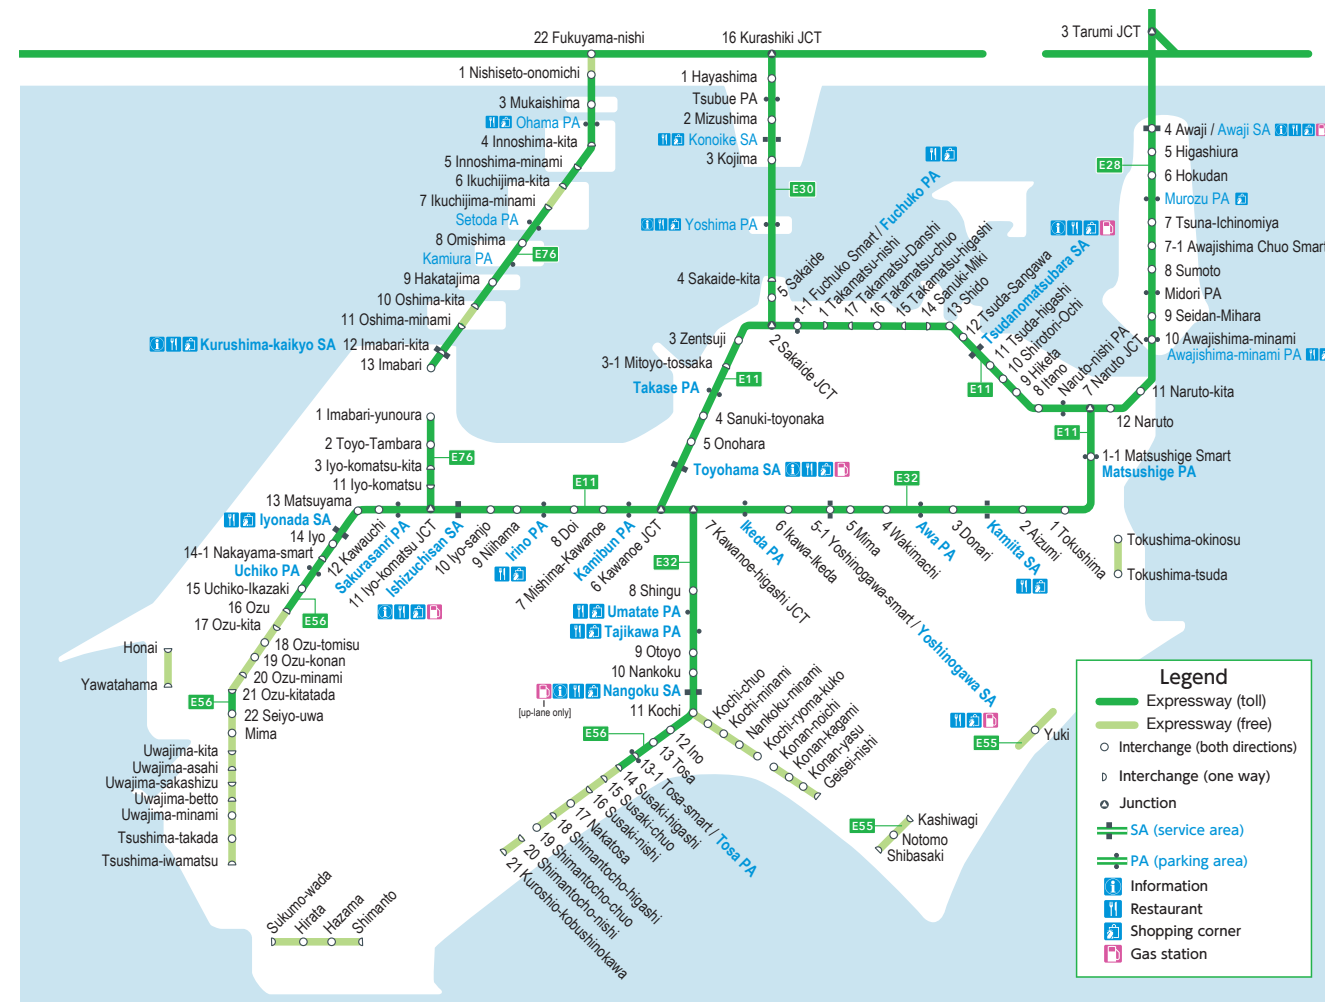 22 Fukuyama-nishi
16 Kurashiki JCT
3 Tarumi JCT
1 Nishiseto-onomichi
3 Mukaishima
Ohama PA
4 Innoshima-kita
5 Innoshima-minami
6 Ikuchijima-kita
7 Ikuchijima-minami
Setoda PA
8 Omishima
Kamiura PA
E76
9 Hakatajima
10 Oshima-kita
11 Oshima-minami
Kurushima-kaikyo SA
12 Imabari-kita
13 Imabari
1 Hayashima
Tsubue PA
2 Mizushima
Konoike SA
3 Kojima
E30
Yoshima PA
4 Sakaide-kita
5 Sakaide
1-1 Fuchuko Smart / Fuchuko PA
1 Takamatsu-nishi
17 Takamatsu-Danshi
16 Takamatsu-chuo
15 Takamatsu-higashi
14 Sanuki-Miki
13 Shido
12 Tsuda-Sangawa
Tsudanomatsubara SA
11 Tsuda-higashi
10 Shirotori-Ochi
9 Hiketa
8 Itano
Naruto-nishi PA
7 Naruto JCT
E11
4 Awaji / Awaji SA
5 Higashiura
E28
6 Hokudan
Murozu PA
7 Tsuna-Ichinomiya
7-1 Awajishima Chuo Smart
8 Sumoto
Midori PA
9 Seidan-Mihara
10 Awajishima-minami
Awajishima-minami PA
11 Naruto-kita
12 Naruto
E11
1-1 Matsushige Smart
Matsushige PA
2 Sakaide JCT
3 Zentsuji
3-1 Mitoyo-tossaka
E11
Takase PA
4 Sanuki-toyonaka
5 Onohara
Toyohama SA
1 Imabari-yunoura
2 Toyo-Tambara
E76
3 Iyo-komatsu-kita
11 Iyo-komatsu
13 Matsuyama
Iyonada SA
14 Iyo
14-1 Nakayama-smart
Uchiko PA
15 Uchiko-Ikazaki
16 Ozu
E56
17 Ozu-kita
18 Ozu-tomisu
19 Ozu-konan
20 Ozu-minami
21 Ozu-kitatada
E56
22 Seiyo-uwa
Mima
Uwajima-kita
Uwajima-asahi
Uwajima-sakashizu
Uwajima-betto
Uwajima-minami
Tsushima-takada
Tsushima-iwamatsu
Honai
Yawatahama
12 Kawauchi
Sakurasanri PA
11 Iyo-komatsu JCT
Ishizuchisan SA
10 Iyo-sanjo
9 Niihama
Irino PA
8 Doi
E11
7 Mishima-Kawanoe
Kamibun PA
6 Kawanoe JCT
7 Kawanoe-higashi JCT
Ikeda PA
6 Ikawa-Ikeda
5-1 Yoshinogawa-smart / Yoshinogawa SA
5 Mima
4 Wakimachi
E32
Awa PA
3 Donari
Kamiita SA
2 Aizumi
1 Tokushima
Tokushima-okinosu
Tokushima-tsuda
E32
8 Shingu
Umatate PA
Tajikawa PA
9 Otoyo
10 Nankoku
Nangoku SA
[up-lane only]
11 Kochi
E56
12 Ino
13 Tosa
13-1 Tosa-smart / Tosa PA
14 Susaki-higashi
15 Susaki-chuo
16 Susaki-nishi
17 Nakatosa
18 Shimantocho-higashi
19 Shimantocho-chuo
20 Shimantocho-nishi
21 Kuroshio-kobushinokawa
Kochi-chuo
Kochi-minami
Nankoku-minami
Kochi-ryoma-kuko
Konan-noichi
Konan-kagami
Konan-yasu
Geisei-nishi
Sukumo-wada
Hirata
Hazama
Shimanto
E55
Yuki
E55
Kashiwagi
Notomo
Shibasaki
Legend
Expressway (toll)
Expressway (free)
Interchange (both directions)
Interchange (one way)
Junction
SA (service area)
PA (parking area)
Information
Restaurant
Shopping corner
Gas station